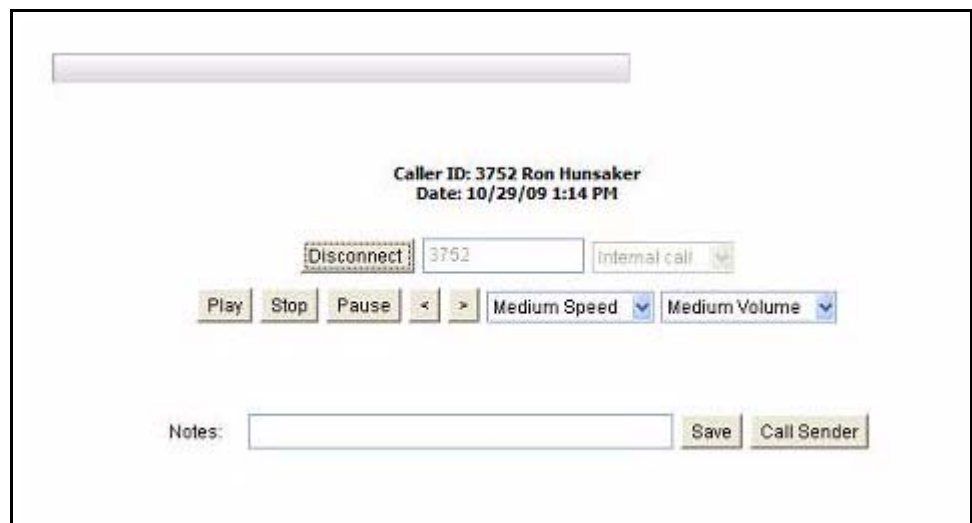 Caller ID: 3752 Ron Hunsaker
Date: 10/29/09 1:14 PM
Disconnect 3752 Internal call
Play Stop Pause < > Medium Speed Medium Volume
Notes: Save Call Sender